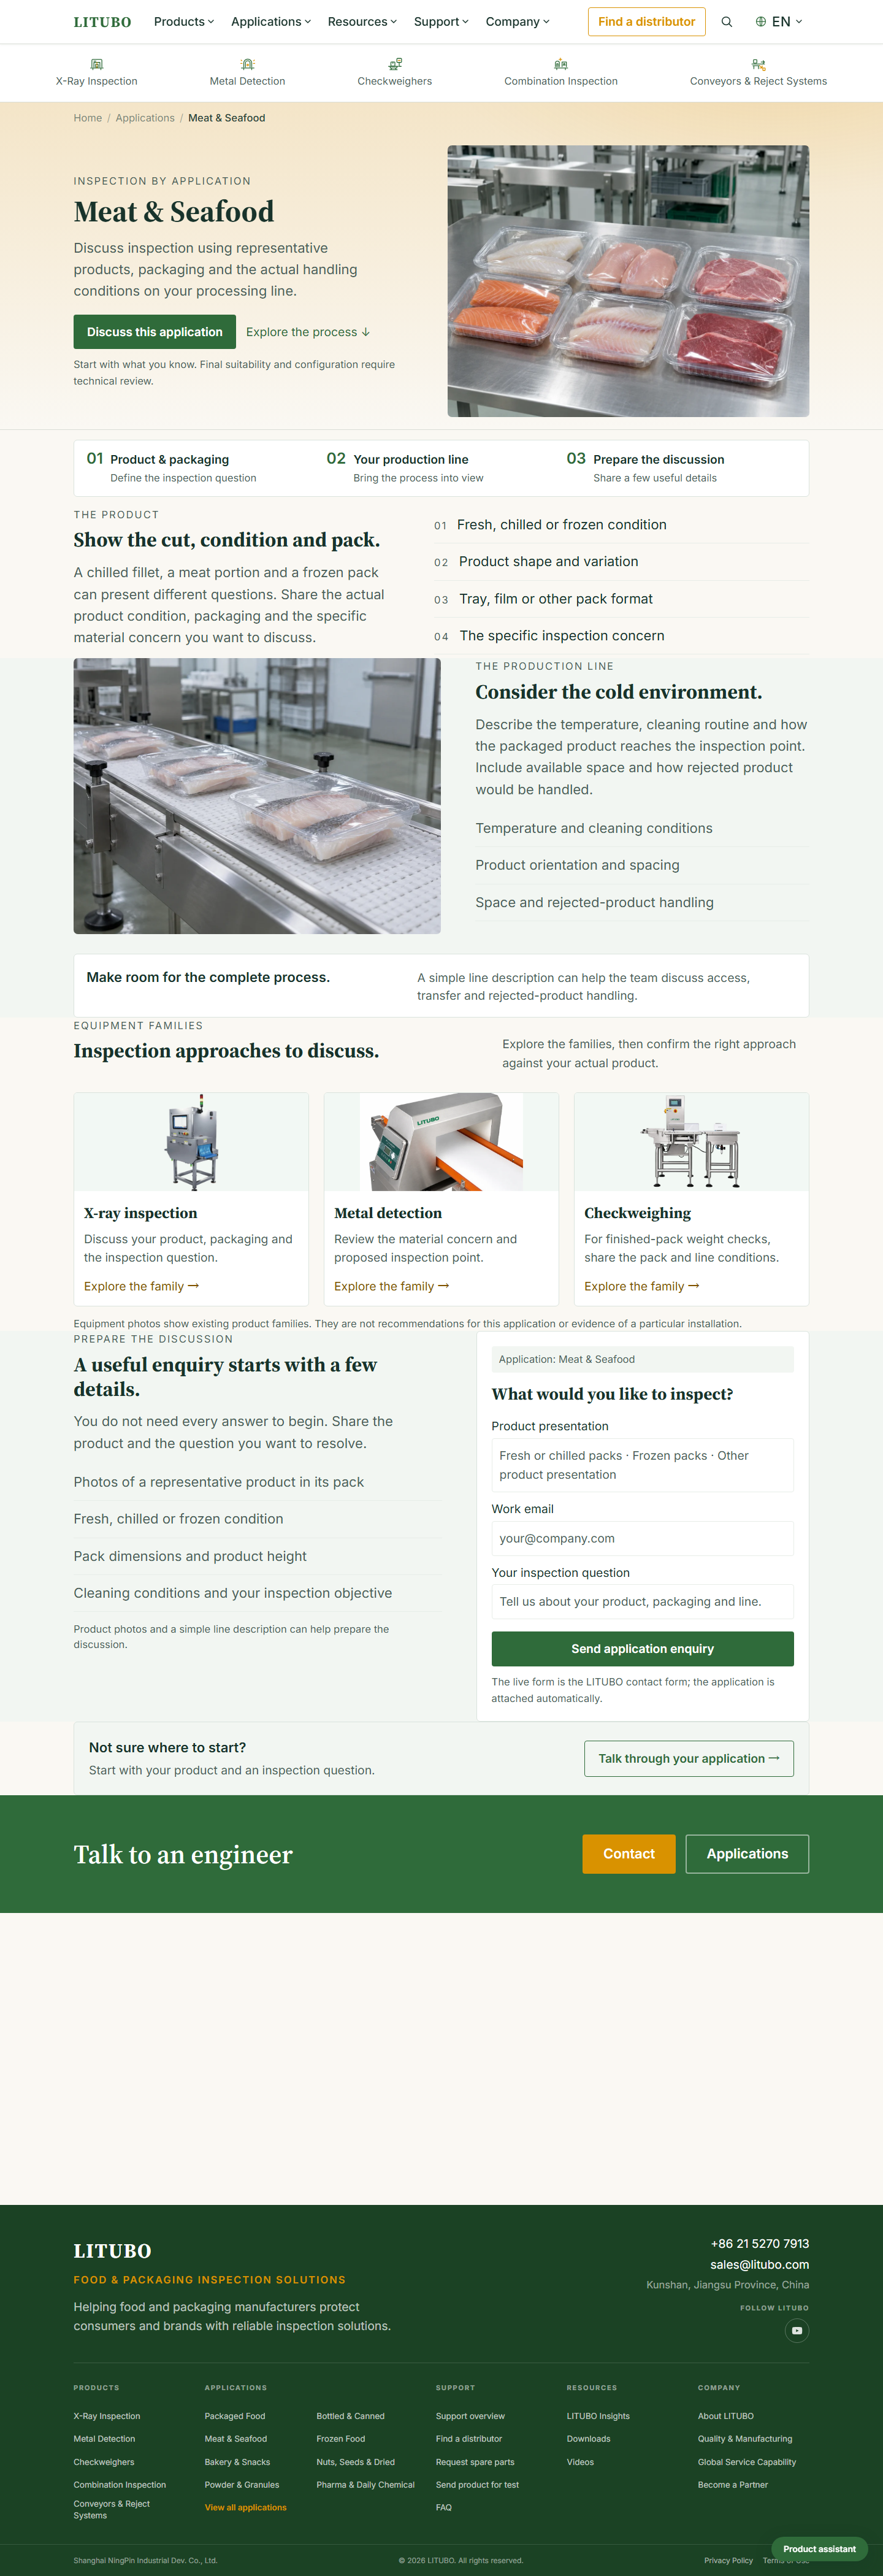 LITUBO
Products
Applications
Resources
Support
Company
Find a distributor
EN
X-Ray Inspection
Metal Detection
Checkweighers
Combination Inspection
Conveyors & Reject Systems
Home / Applications / Meat & Seafood
INSPECTION BY APPLICATION
Meat & Seafood
Discuss inspection using representative
products, packaging and the actual handling
conditions on your processing line.
Discuss this application
Explore the process ↓
Start with what you know. Final suitability and configuration require
technical review.
01 Product & packaging
Define the inspection question
02 Your production line
Bring the process into view
03 Prepare the discussion
Share a few useful details
THE PRODUCT
Show the cut, condition and pack.
A chilled fillet, a meat portion and a frozen pack
can present different questions. Share the actual
product condition, packaging and the specific
material concern you want to discuss.
01 Fresh, chilled or frozen condition
02 Product shape and variation
03 Tray, film or other pack format
04 The specific inspection concern
THE PRODUCTION LINE
Consider the cold environment.
Describe the temperature, cleaning routine and how
the packaged product reaches the inspection point.
Include available space and how rejected product
would be handled.
Temperature and cleaning conditions
Product orientation and spacing
Space and rejected-product handling
Make room for the complete process.
A simple line description can help the team discuss access,
transfer and rejected-product handling.
EQUIPMENT FAMILIES
Inspection approaches to discuss.
Explore the families, then confirm the right approach
against your actual product.
LITUBO
X-ray inspection
Discuss your product, packaging and
the inspection question.
Explore the family →
Metal detection
Review the material concern and
proposed inspection point.
Explore the family →
Checkweighing
For finished-pack weight checks,
share the pack and line conditions.
Explore the family →
Equipment photos show existing product families. They are not recommendations for this application or evidence of a particular installation.
PREPARE THE DISCUSSION
A useful enquiry starts with a few
details.
You do not need every answer to begin. Share the
product and the question you want to resolve.
Photos of a representative product in its pack
Fresh, chilled or frozen condition
Pack dimensions and product height
Cleaning conditions and your inspection objective
Product photos and a simple line description can help prepare the
discussion.
Application: Meat & Seafood
What would you like to inspect?
Product presentation
Fresh or chilled packs · Frozen packs · Other
product presentation
Work email
your@company.com
Your inspection question
Tell us about your product, packaging and line.
Send application enquiry
The live form is the LITUBO contact form; the application is
attached automatically.
Not sure where to start?
Start with your product and an inspection question.
Talk through your application →
Talk to an engineer
Contact
Applications
LITUBO
FOOD & PACKAGING INSPECTION SOLUTIONS
Helping food and packaging manufacturers protect
consumers and brands with reliable inspection solutions.
+86 21 5270 7913
sales@litubo.com
Kunshan, Jiangsu Province, China
FOLLOW LITUBO
PRODUCTS
X-Ray Inspection
Metal Detection
Checkweighers
Combination Inspection
Conveyors & Reject
Systems
APPLICATIONS
Packaged Food
Meat & Seafood
Bakery & Snacks
Powder & Granules
View all applications
Bottled & Canned
Frozen Food
Nuts, Seeds & Dried
Pharma & Daily Chemical
SUPPORT
Support overview
Find a distributor
Request spare parts
Send product for test
FAQ
RESOURCES
LITUBO Insights
Downloads
Videos
COMPANY
About LITUBO
Quality & Manufacturing
Global Service Capability
Become a Partner
Shanghai NingPin Industrial Dev. Co., Ltd.
© 2026 LITUBO. All rights reserved.
Privacy Policy
Terms of Use
Product assistant